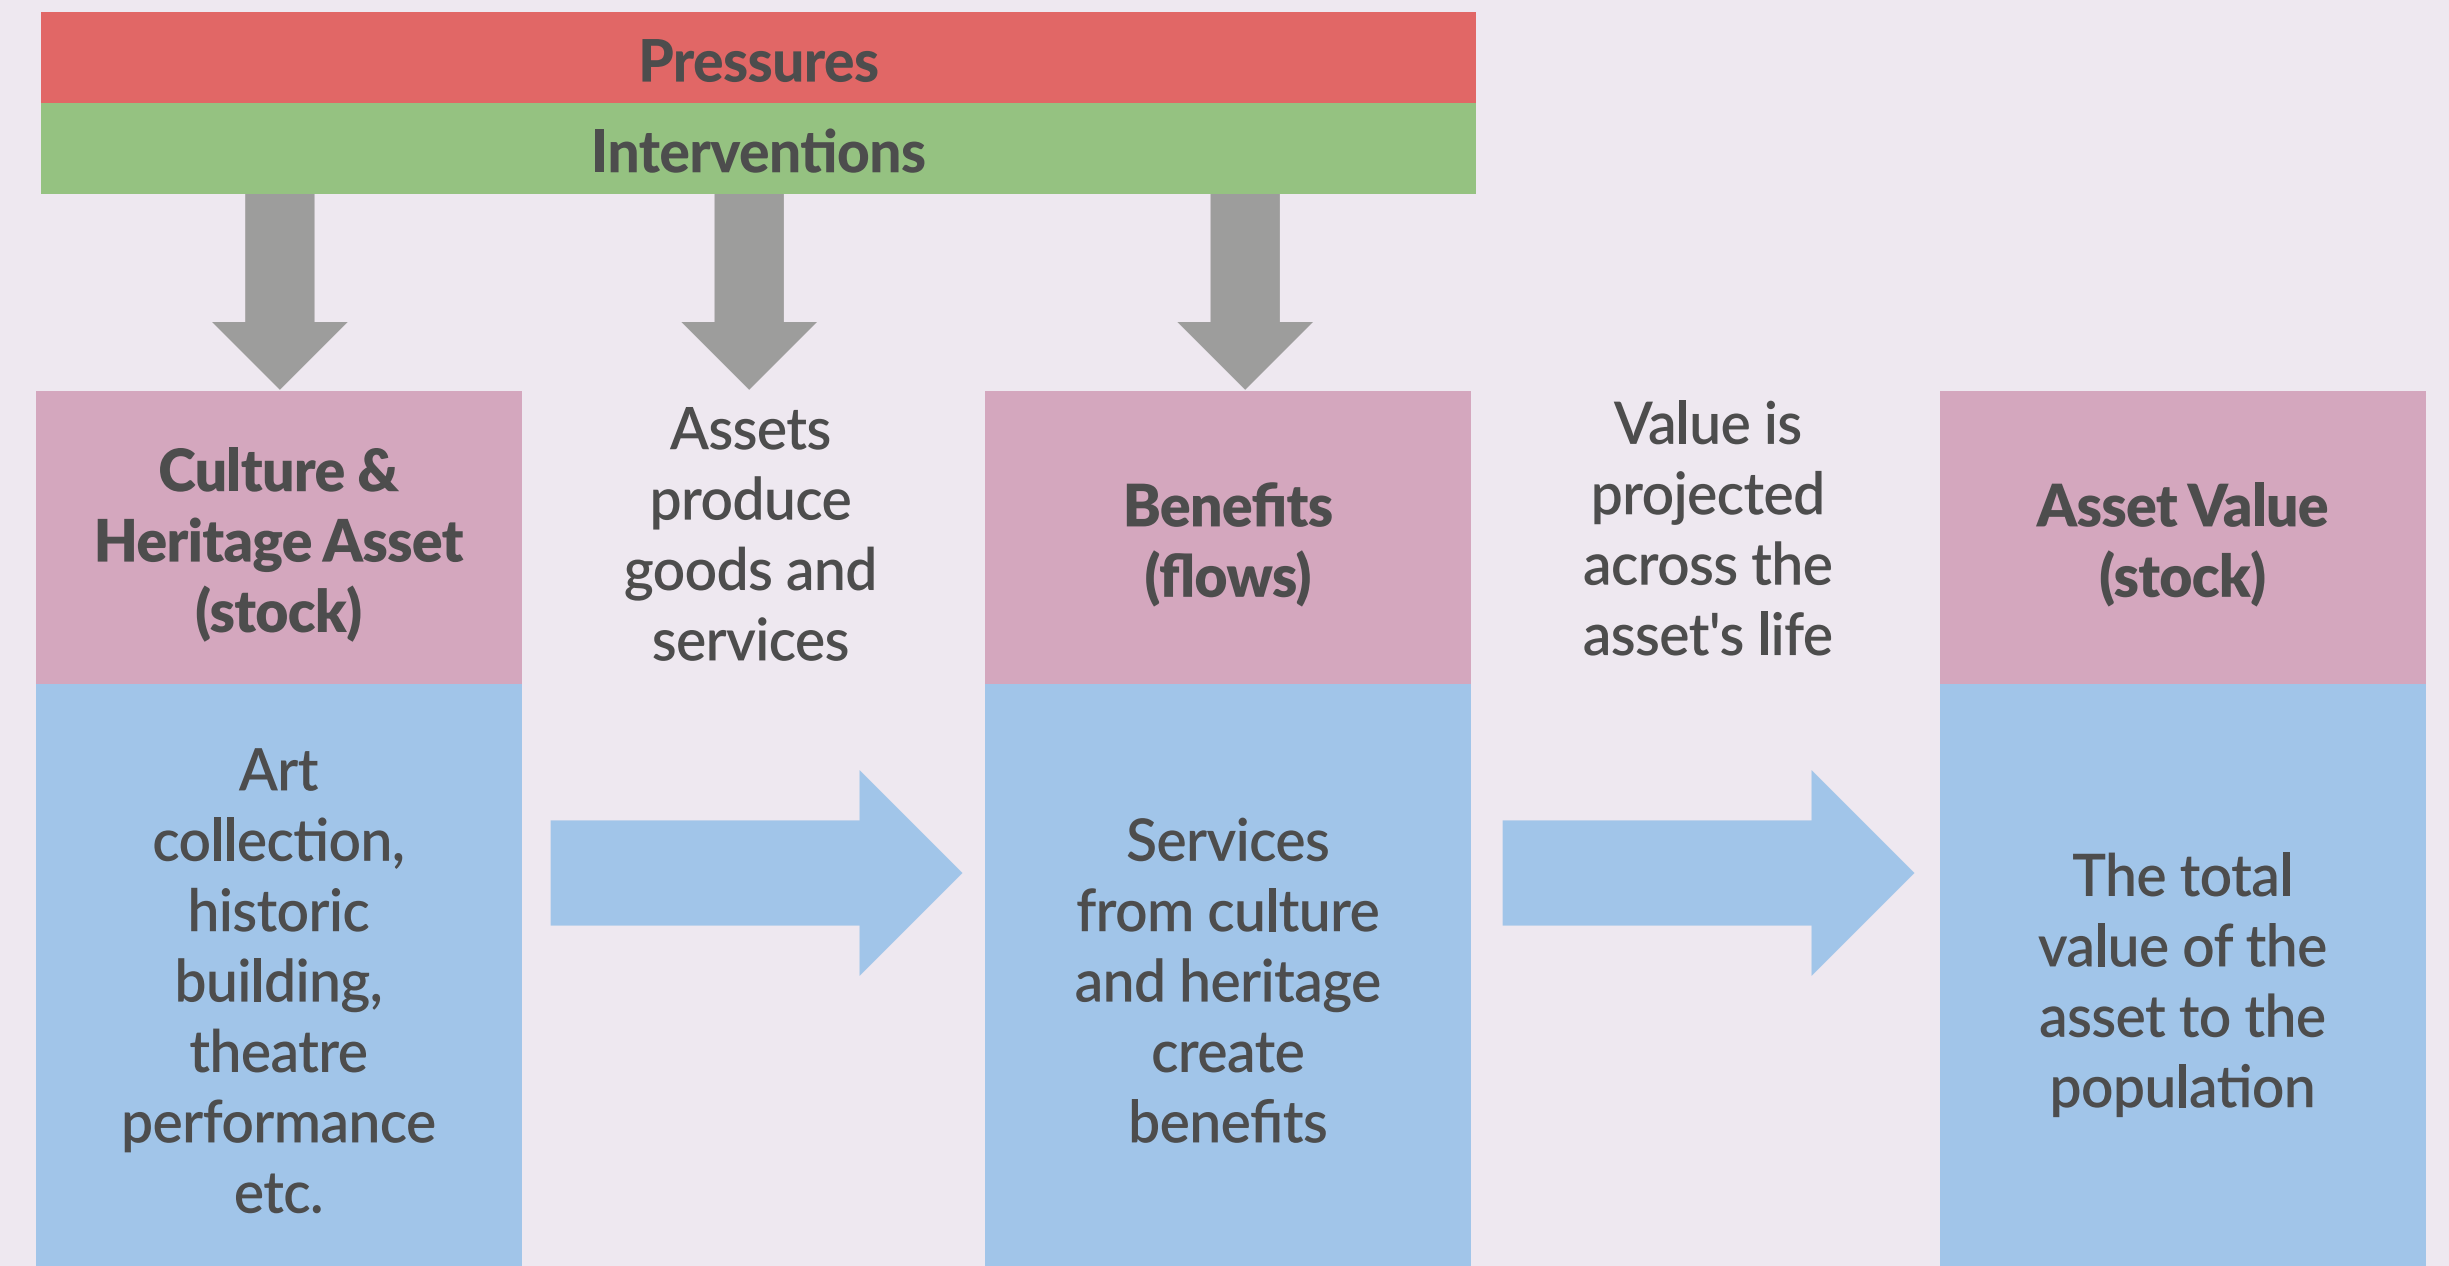 Pressures
Interventions
Culture &
Heritage Asset
(stock)
Art
collection,
historic
building,
theatre
performance
etc.
Assets
produce
goods and
services
Benefits
(flows)
Services
from culture
and heritage
create
benefits
Value is
projected
across the
asset's life
Asset Value
(stock)
The total
value of the
asset to the
population